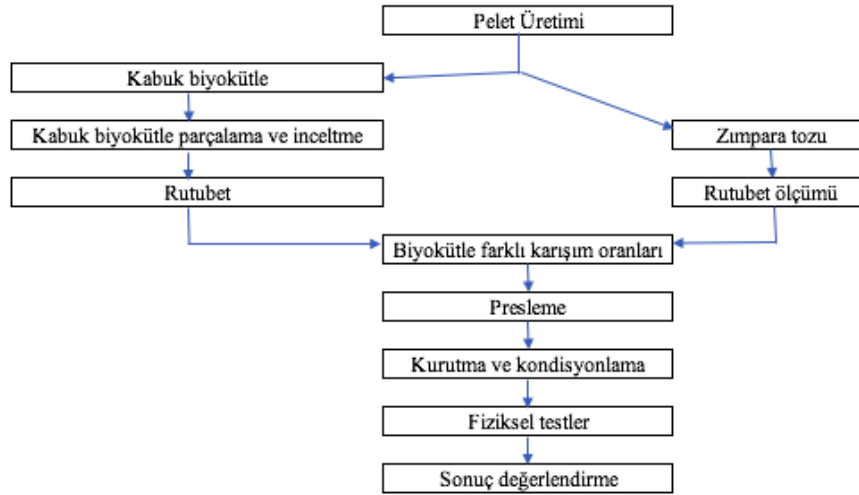 Pelet Üretimi
Kabuk biyokütle
Kabuk biyokütle parçalama ve inceltme
Zımpara tozu
Rutubet
Rutubet ölçümü
Biyokütle farklı karışım oranları
Presleme
Kurutma ve kondisyonlama
Fiziksel testler
Sonuç değerlendirme